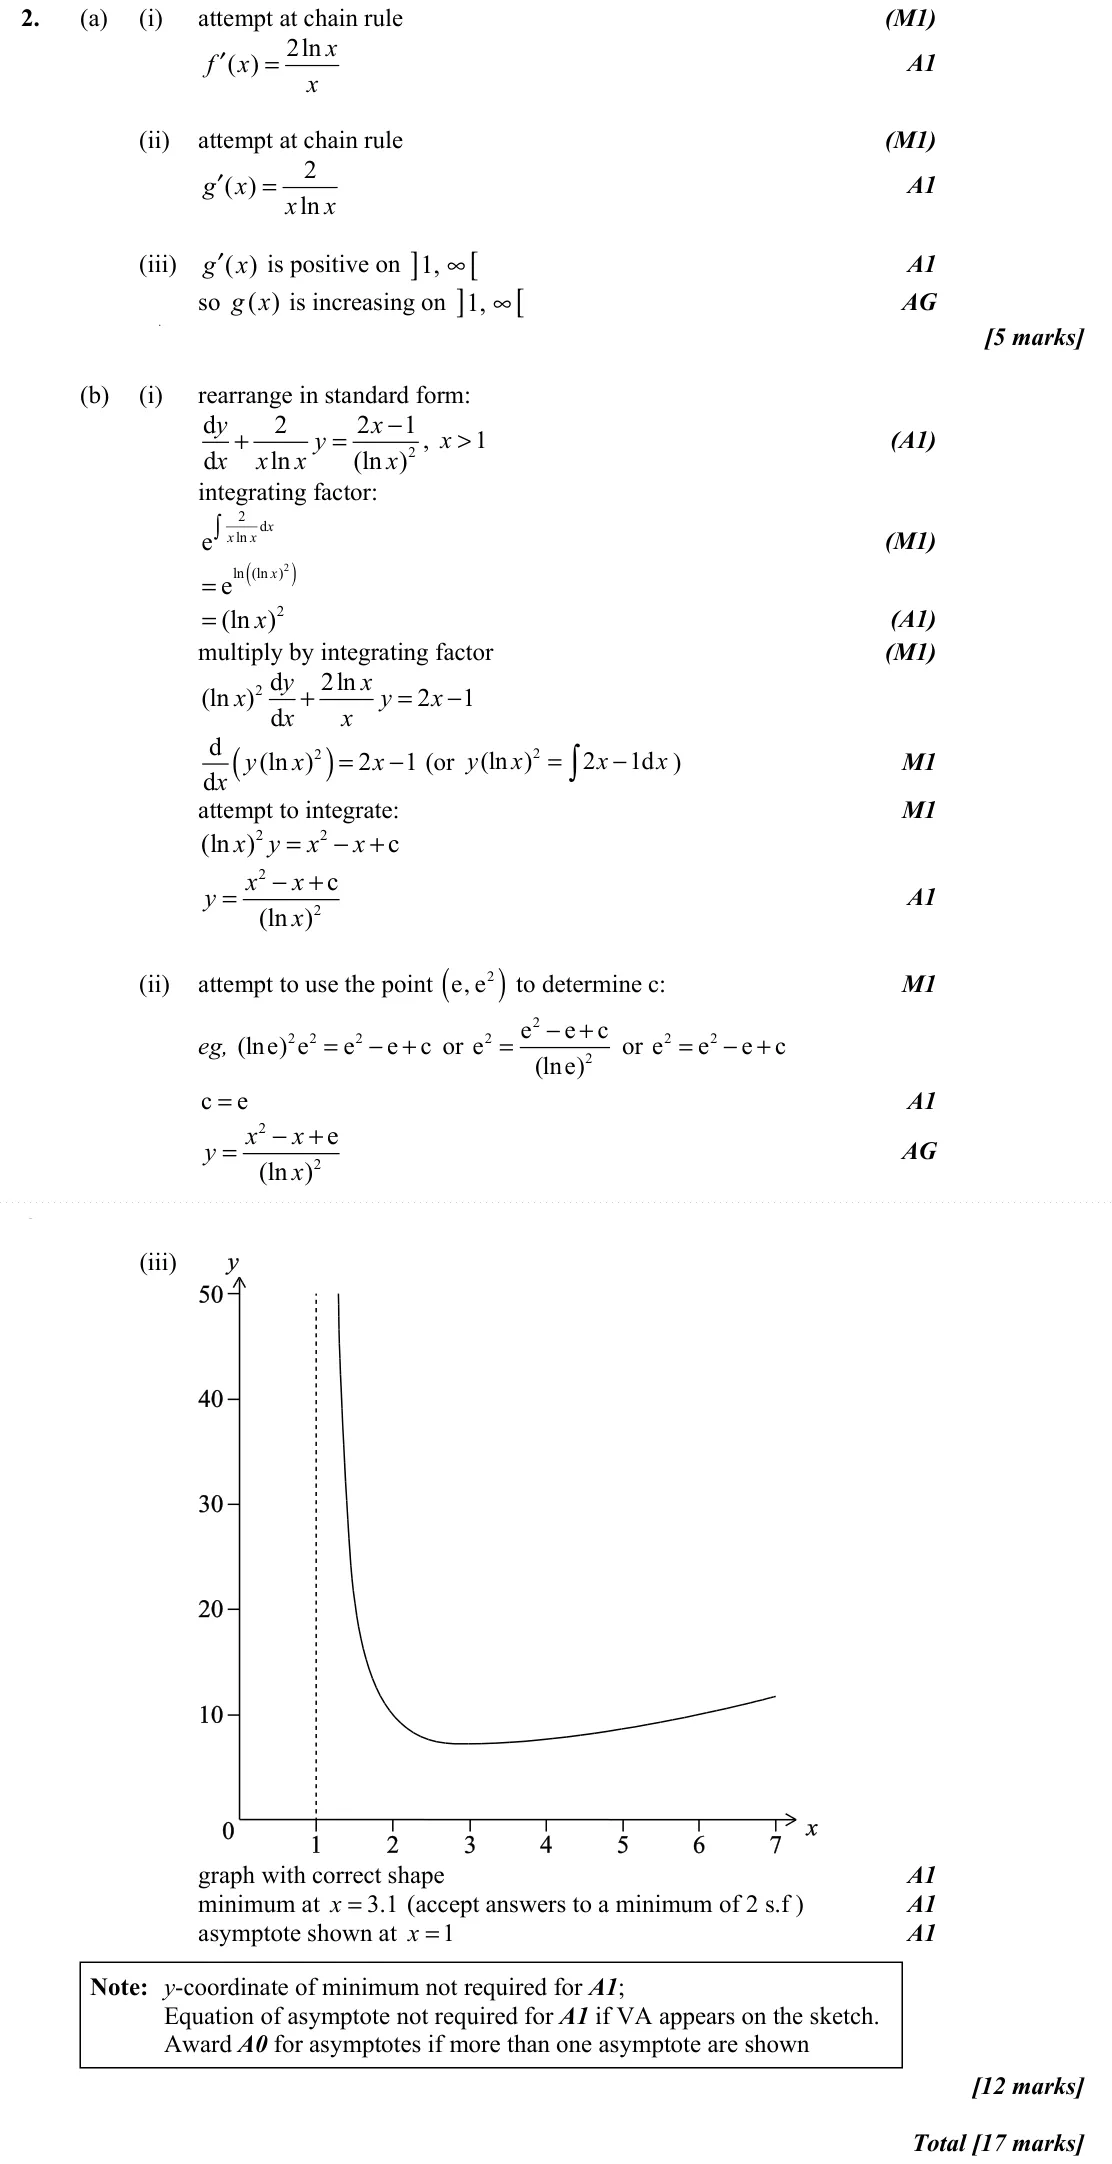 2. (a) (i) attempt at chain rule (M1)
f′(x) = 2 ln x / x A1
(ii) attempt at chain rule (M1)
g′(x) = 2 / (x ln x) A1
(iii) g′(x) is positive on ]1, ∞[ A1
so g(x) is increasing on ]1, ∞[ AG
[5 marks]
(b) (i) rearrange in standard form:
dy/dx + 2/(x ln x) y = (2x − 1)/(ln x)², x > 1 (A1)
integrating factor:
e^(∫ 2/(x ln x) dx) (M1)
= e^(ln((ln x)²))
= (ln x)² (A1)
multiply by integrating factor (M1)
(ln x)² dy/dx + (2 ln x / x) y = 2x − 1
d/dx (y(ln x)²) = 2x − 1 (or y(ln x)² = ∫ 2x − 1dx ) M1
attempt to integrate: M1
(ln x)² y = x² − x + c
y = (x² − x + c) / (ln x)² A1
(ii) attempt to use the point (e, e²) to determine c: M1
eg, (ln e)² e² = e² − e + c or e² = (e² − e + c) / (ln e)² or e² = e² − e + c
c = e A1
y = (x² − x + e) / (ln x)² AG
(iii) y
50
40
30
20
10
0 1 2 3 4 5 6 7 x
graph with correct shape A1
minimum at x = 3.1 (accept answers to a minimum of 2 s.f ) A1
asymptote shown at x = 1 A1
Note: y-coordinate of minimum not required for A1;
Equation of asymptote not required for A1 if VA appears on the sketch.
Award A0 for asymptotes if more than one asymptote are shown
[12 marks]
Total [17 marks]